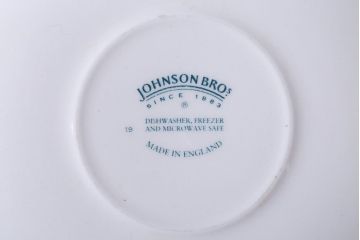 JOHNSON BROS
SINCE 1883
®
DISHWASHER, FREEZER
19 AND MICROWAVE SAFE
MADE IN ENGLAND